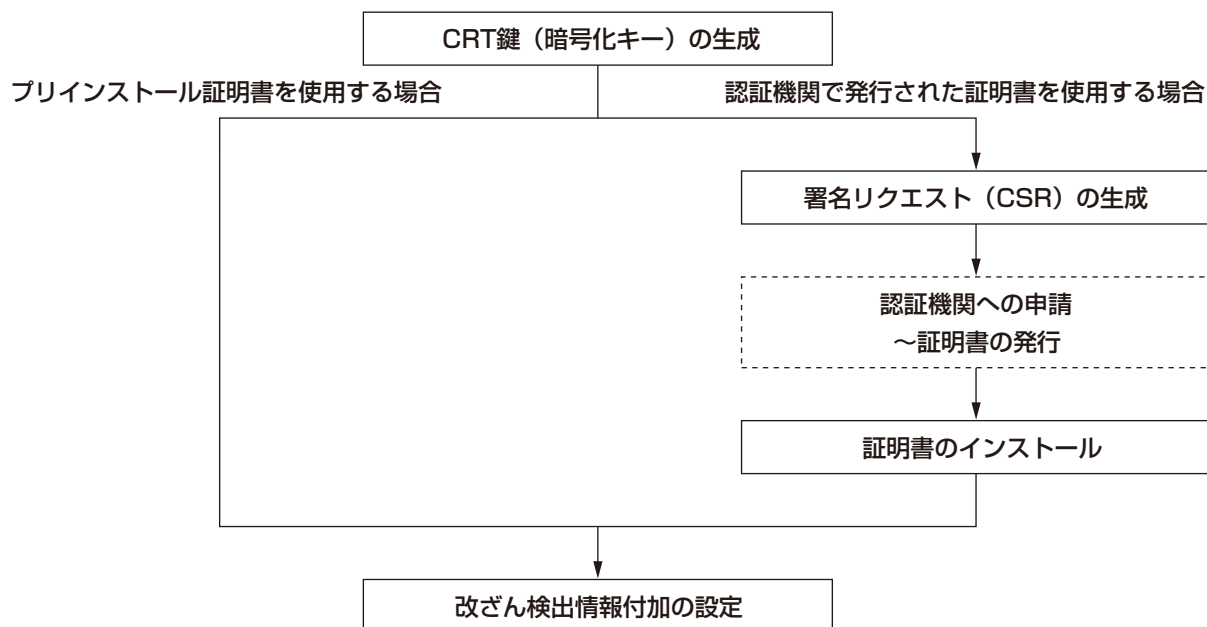 CRT鍵（暗号化キー）の生成
プリインストール証明書を使用する場合
認証機関で発行された証明書を使用する場合
署名リクエスト（CSR）の生成
認証機関への申請
～証明書の発行
証明書のインストール
改ざん検出情報付加の設定